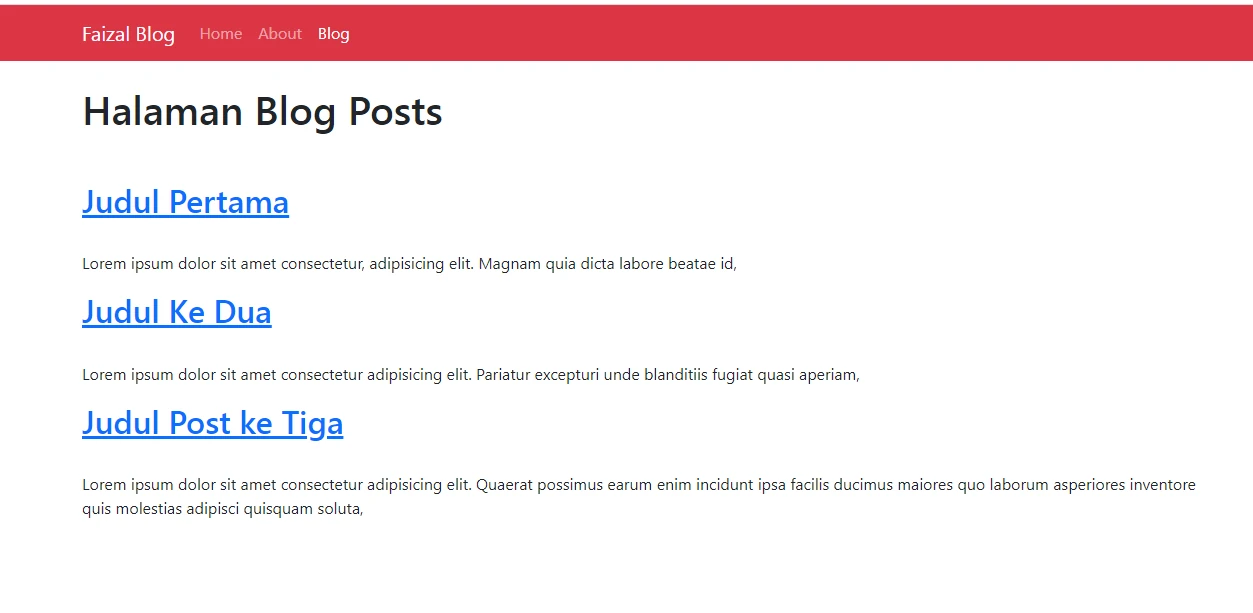 Faizal Blog Home About Blog
Halaman Blog Posts
Judul Pertama
Lorem ipsum dolor sit amet consectetur, adipisicing elit. Magnam quia dicta labore beatae id,
Judul Ke Dua
Lorem ipsum dolor sit amet consectetur adipisicing elit. Pariatur excepturi unde blanditiis fugiat quasi aperiam,
Judul Post ke Tiga
Lorem ipsum dolor sit amet consectetur adipisicing elit. Quaerat possimus earum enim incidunt ipsa facilis ducimus maiores quo laborum asperiores inventore
quis molestias adipisci quisquam soluta,